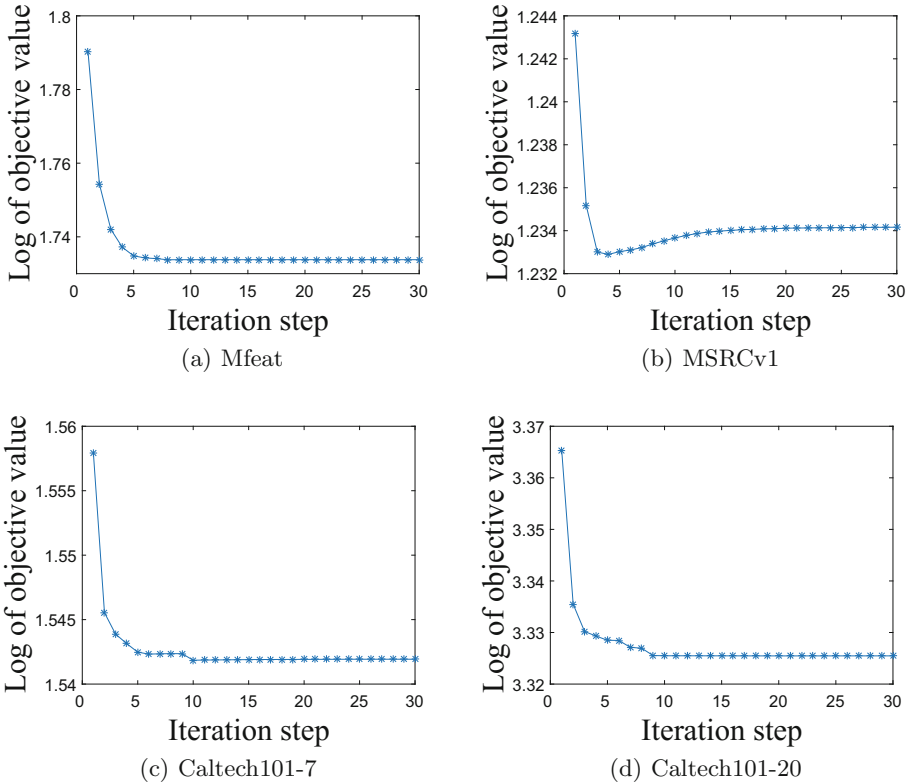 Log of objective value
1.8
1.78
1.76
1.74
0 5 10 15 20 25 30
Iteration step
(a) Mfeat
Log of objective value
1.244
1.242
1.24
1.238
1.236
1.234
1.232
0 5 10 15 20 25 30
Iteration step
(b) MSRCv1
Log of objective value
1.56
1.555
1.55
1.545
1.54
0 5 10 15 20 25 30
Iteration step
(c) Caltech101-7
Log of objective value
3.37
3.36
3.35
3.34
3.33
3.32
0 5 10 15 20 25 30
Iteration step
(d) Caltech101-20